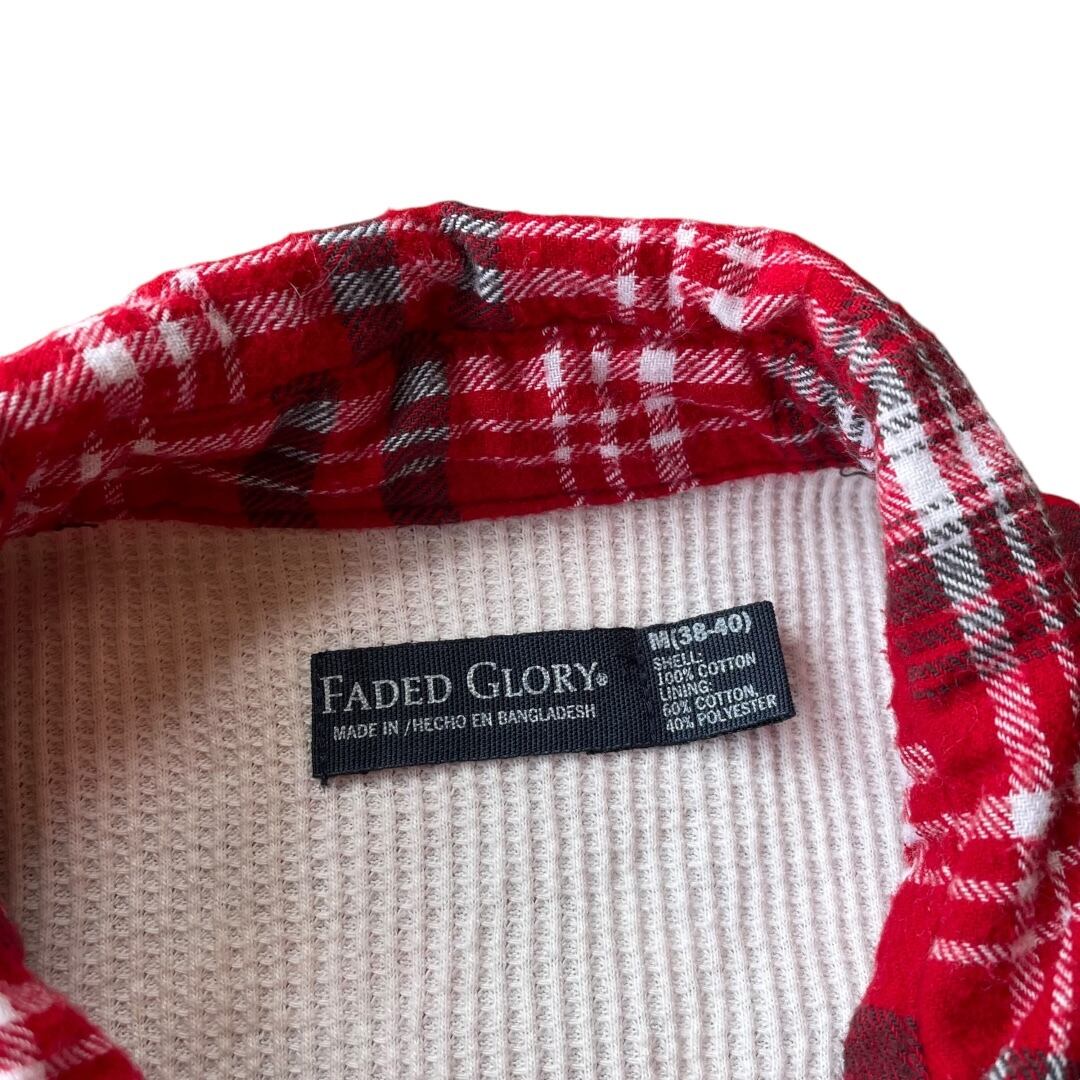 FADED GLORY®
MADE IN /HECHO EN BANGLADESH
M(38-40)
SHELL:
100% COTTON
LINING:
60% COTTON,
40% POLYESTER